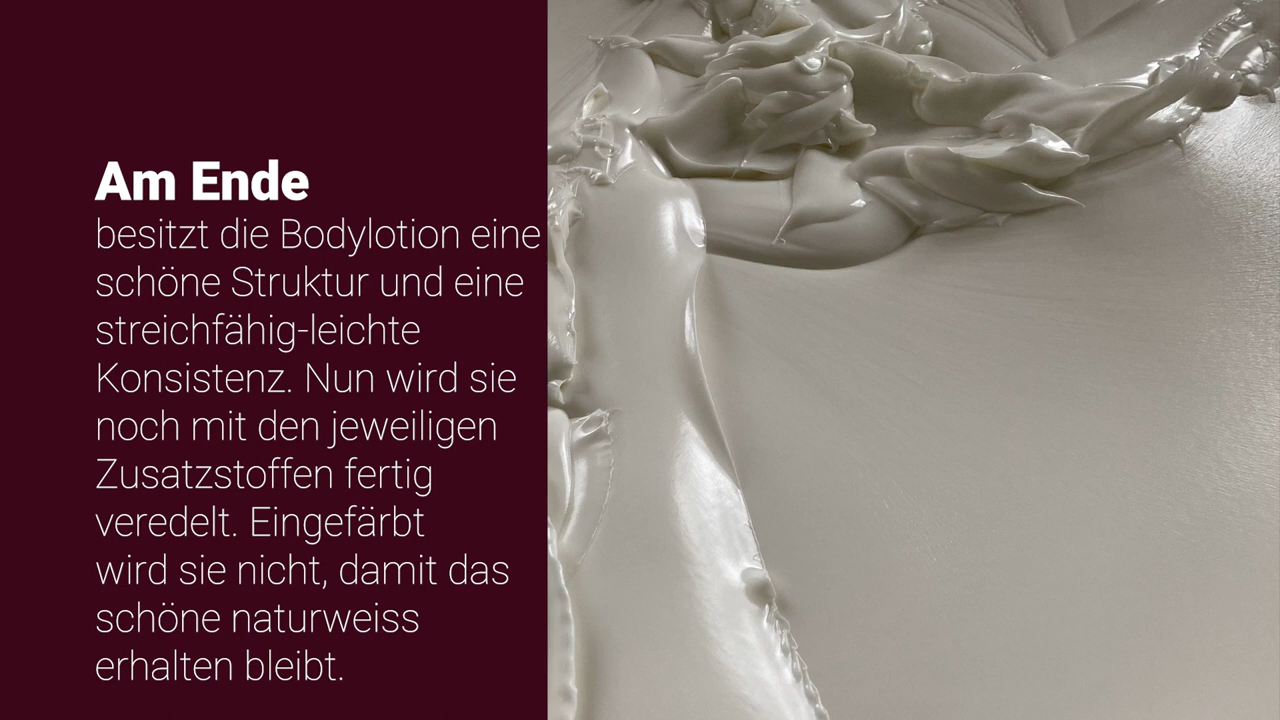 Am Ende
besitzt die Bodylotion eine
schöne Struktur und eine
streichfähig-leichte
Konsistenz. Nun wird sie
noch mit den jeweiligen
Zusatzstoffen fertig
veredelt. Eingefärbt
wird sie nicht, damit das
schöne naturweiss
erhalten bleibt.